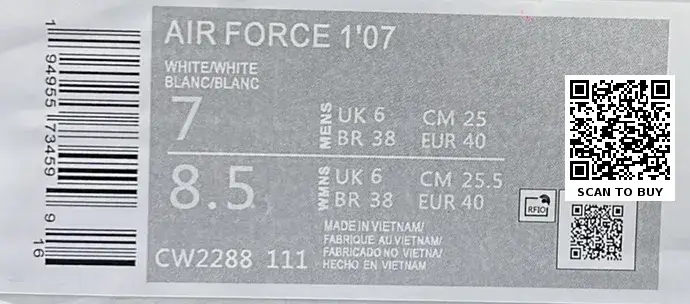 AIR FORCE 1'07
WHITE/WHITE
BLANC/BLANC
7
MENS
UK 6 CM 25
BR 38 EUR 40
8.5
WMNS
UK 6 CM 25.5
BR 38 EUR 40
MADE IN VIETNAM/
FABRIQUE AU VIETNAM/
FABRICADO NO VIETNA/
HECHO EN VIETNAM
CW2288 111
1 94955 73459 9 16
SCAN TO BUY
RFIO